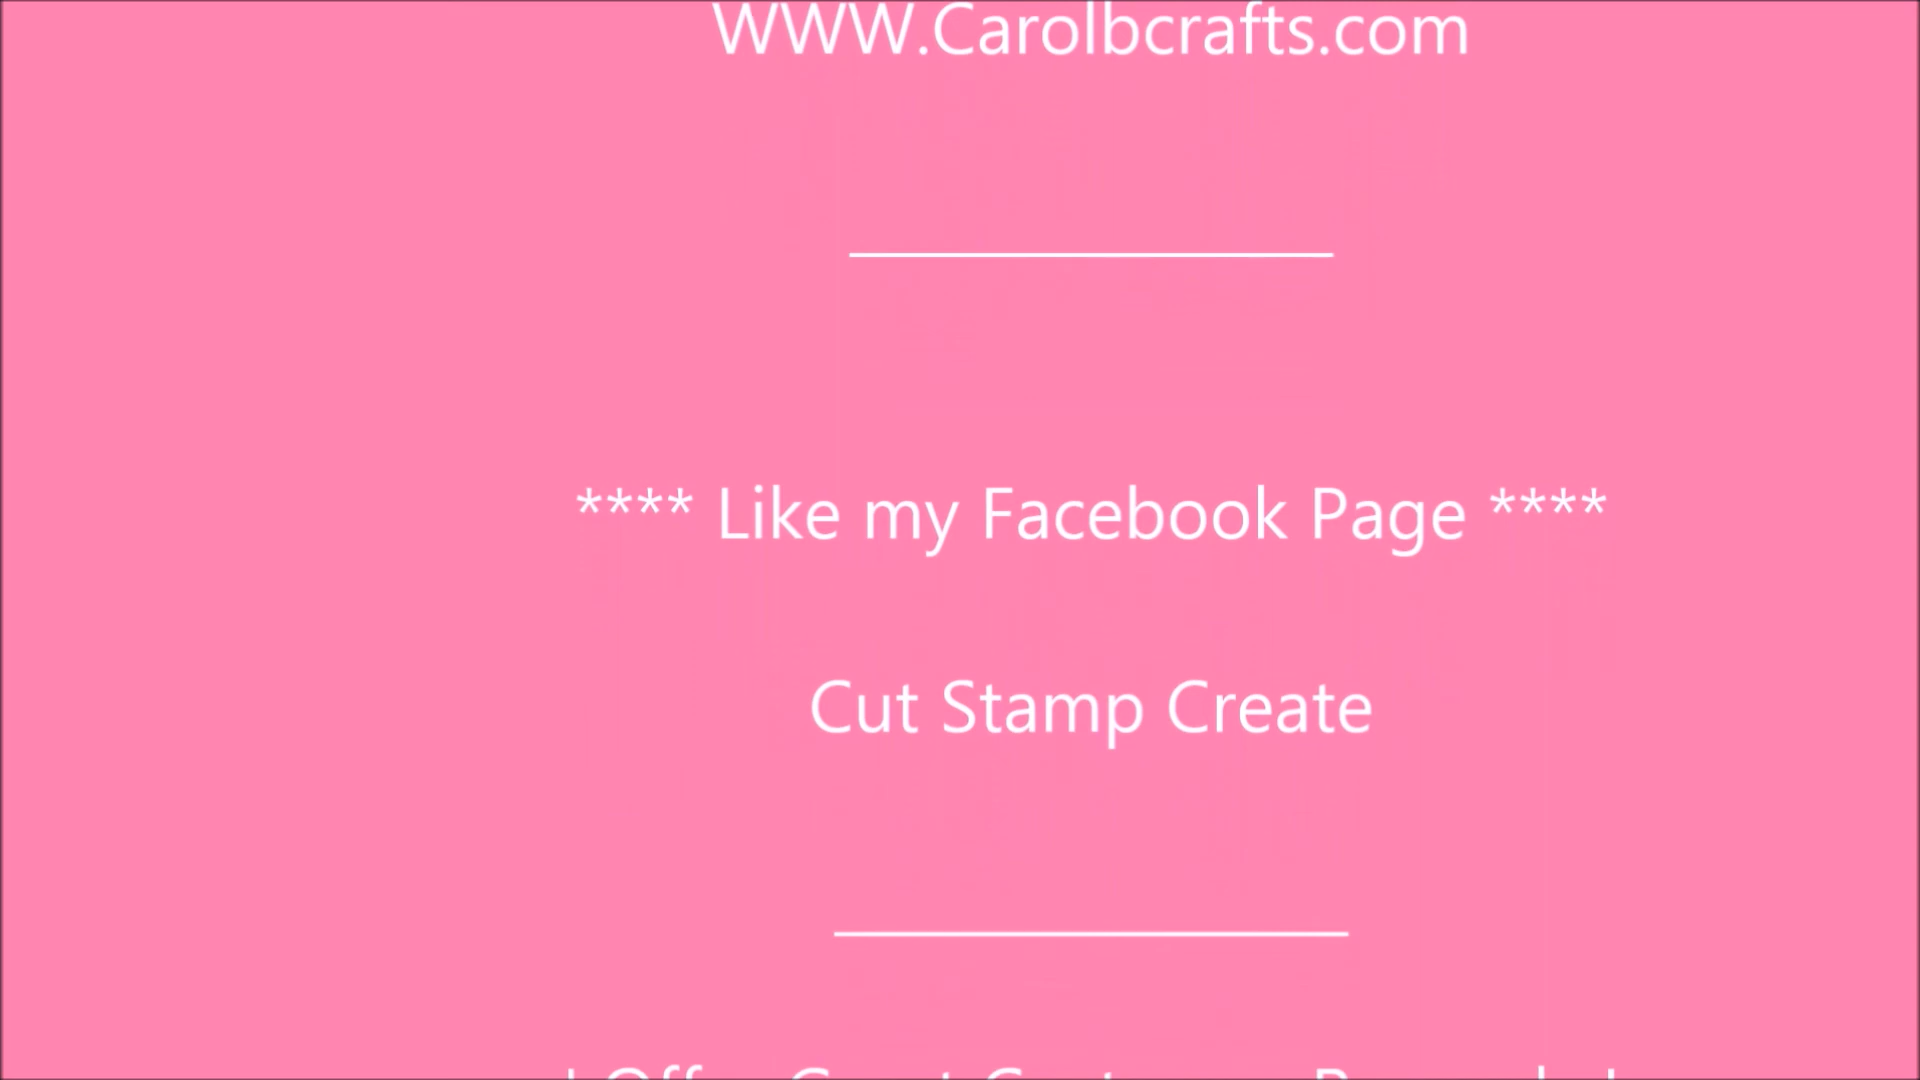 WWW.Carolbcrafts.com
**** Like my Facebook Page ****
Cut Stamp Create